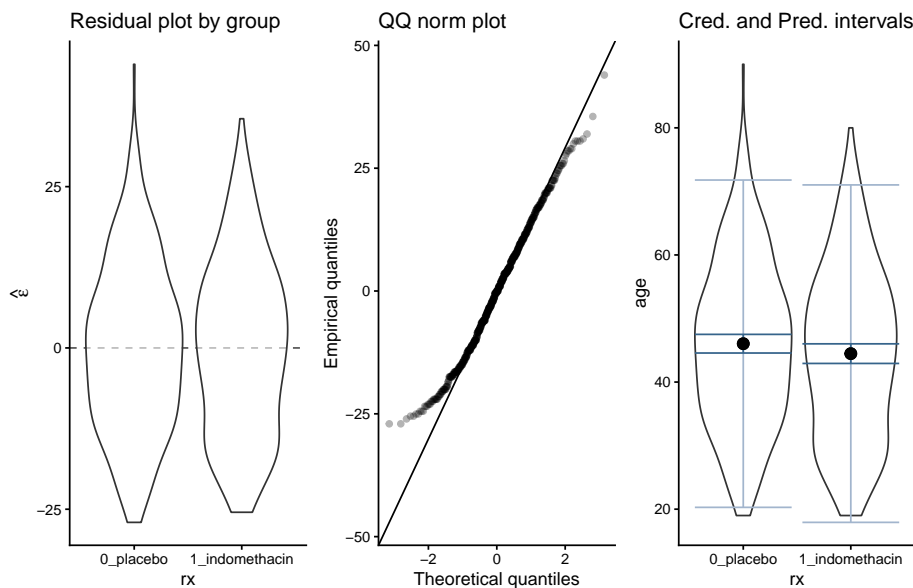 Residual plot by group
25
0
−25
ε̂
0_placebo 1_indomethacin
rx
QQ norm plot
50
25
0
−25
−50
Empirical quantiles
−2 0 2
Theoretical quantiles
Cred. and Pred. intervals
80
60
40
20
age
0_placebo 1_indomethacin
rx